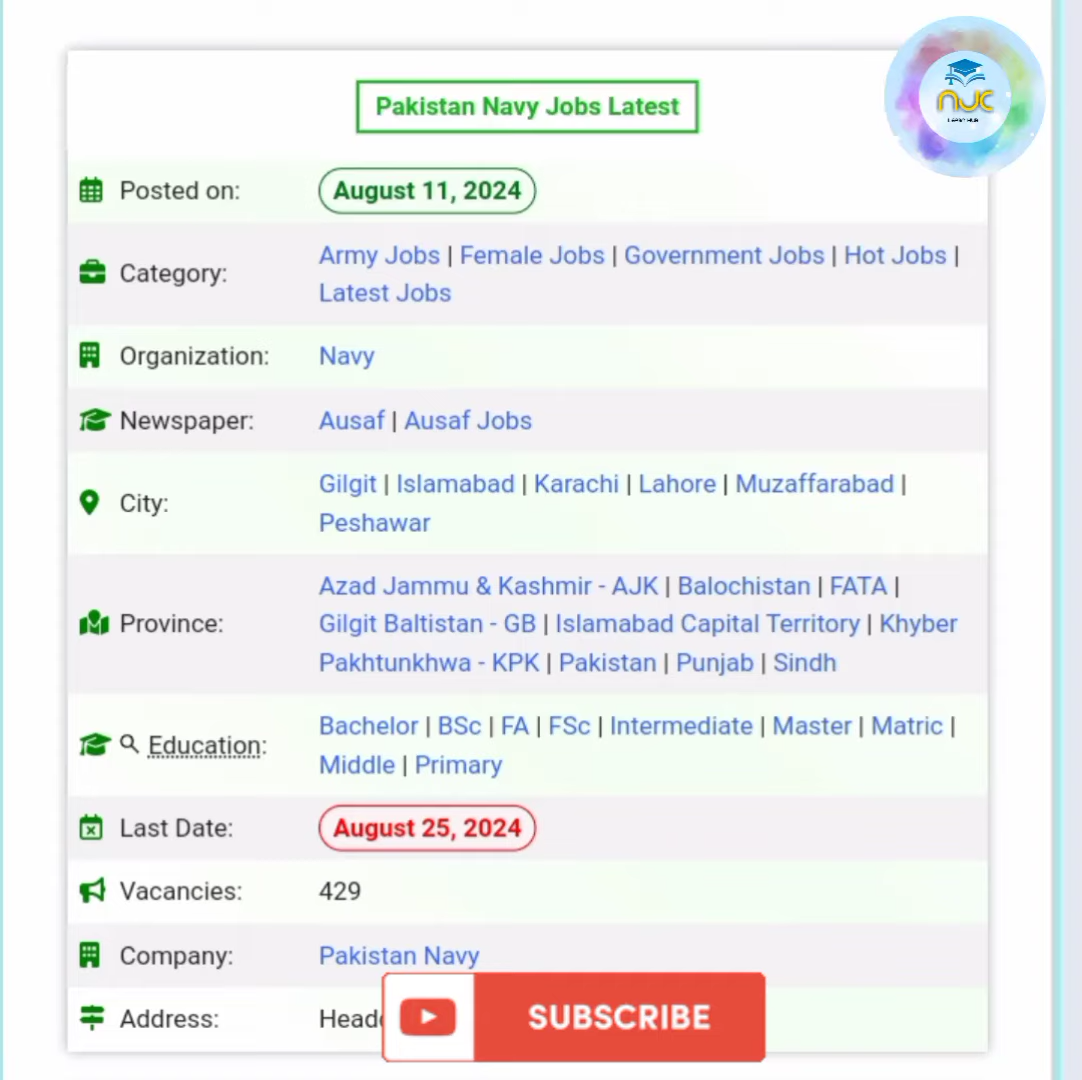 Pakistan Navy Jobs Latest
NJC
LEARN HUB
Posted on: August 11, 2024
Category: Army Jobs | Female Jobs | Government Jobs | Hot Jobs |
Latest Jobs
Organization: Navy
Newspaper: Ausaf | Ausaf Jobs
City: Gilgit | Islamabad | Karachi | Lahore | Muzaffarabad |
Peshawar
Province: Azad Jammu & Kashmir - AJK | Balochistan | FATA |
Gilgit Baltistan - GB | Islamabad Capital Territory | Khyber
Pakhtunkhwa - KPK | Pakistan | Punjab | Sindh
Education: Bachelor | BSc | FA | FSc | Intermediate | Master | Matric |
Middle | Primary
Last Date: August 25, 2024
Vacancies: 429
Company: Pakistan Navy
Address:
SUBSCRIBE